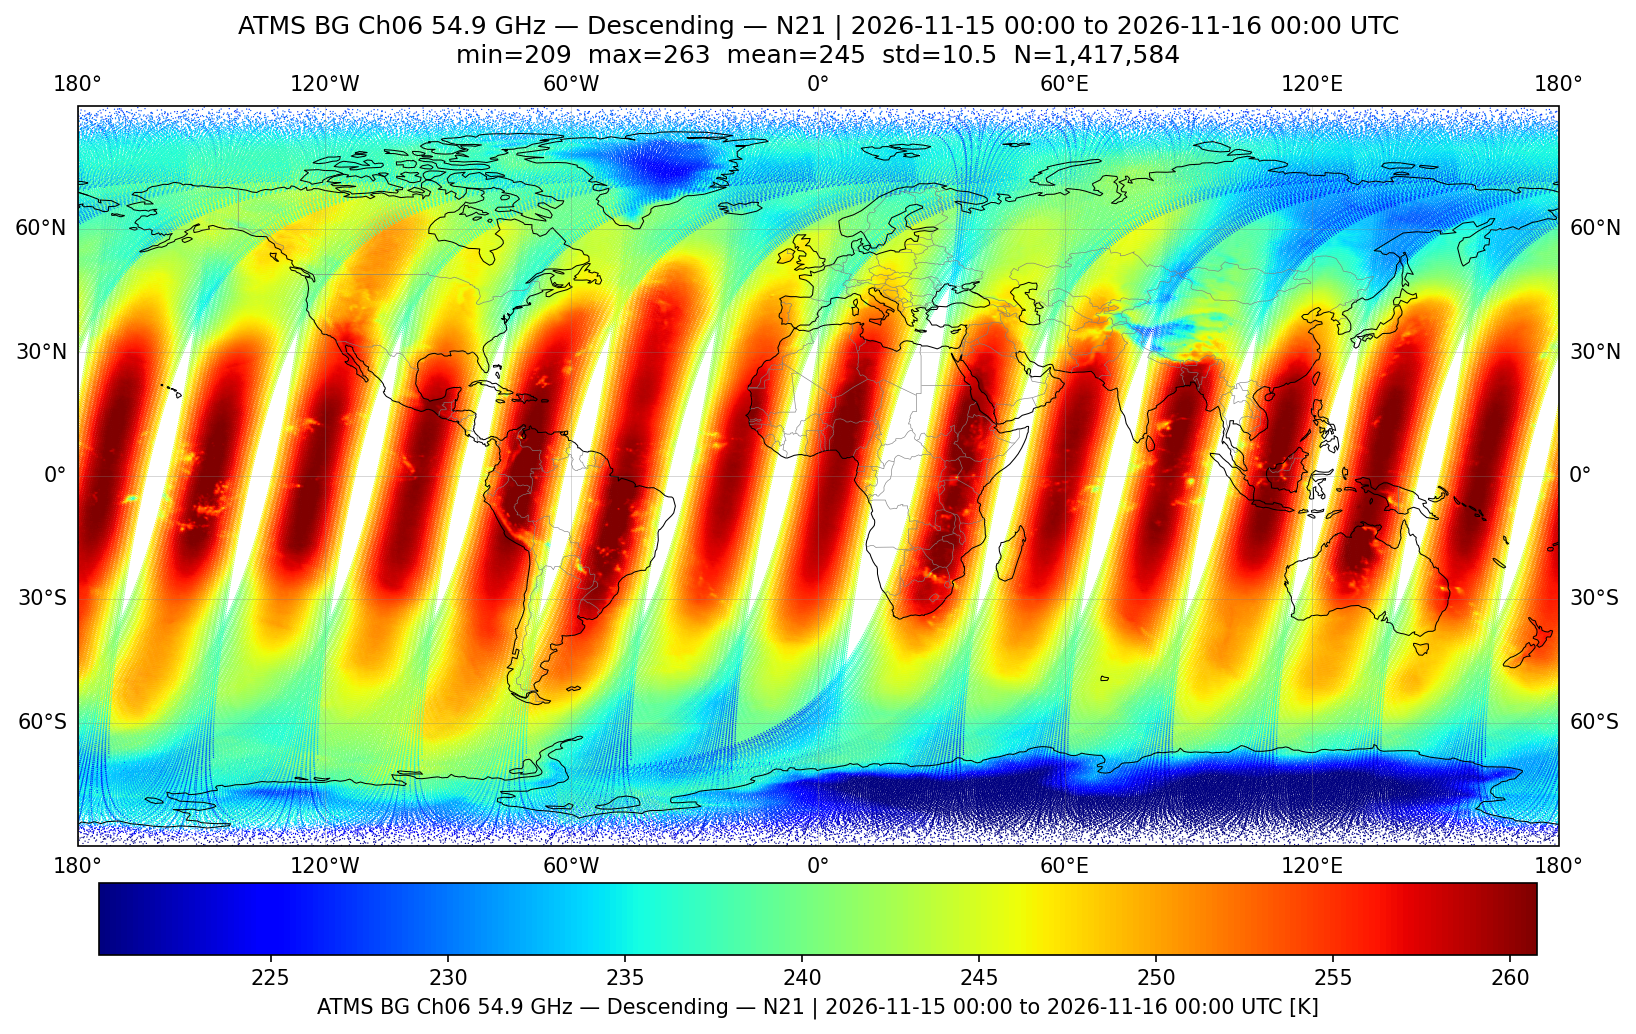 ATMS BG Ch06 54.9 GHz — Descending — N21 | 2026-11-15 00:00 to 2026-11-16 00:00 UTC
min=209  max=263  mean=245  std=10.5  N=1,417,584
180° 120°W 60°W 0° 60°E 120°E 180°
60°N 60°N
30°N 30°N
0° 0°
30°S 30°S
60°S 60°S
180° 120°W 60°W 0° 60°E 120°E 180°
225 230 235 240 245 250 255 260
ATMS BG Ch06 54.9 GHz — Descending — N21 | 2026-11-15 00:00 to 2026-11-16 00:00 UTC [K]